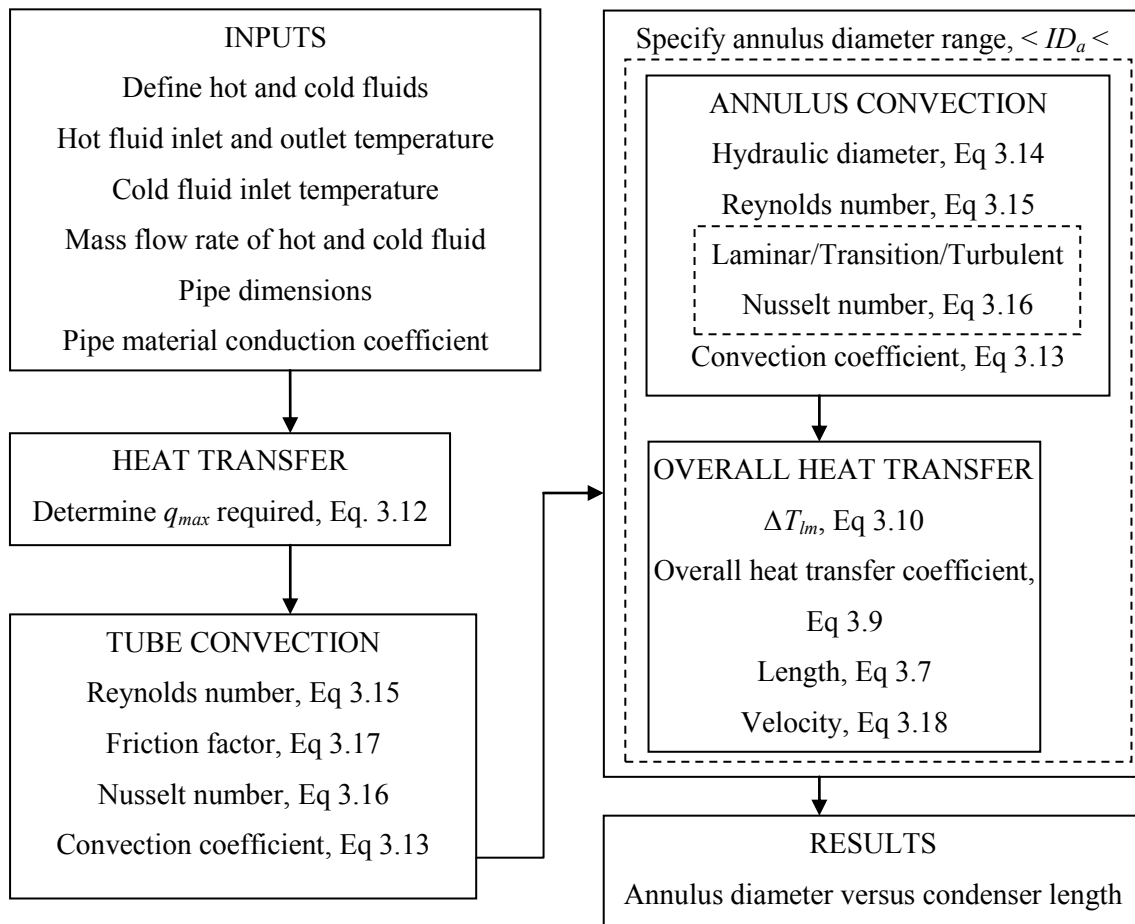 INPUTS
Define hot and cold fluids
Hot fluid inlet and outlet temperature
Cold fluid inlet temperature
Mass flow rate of hot and cold fluid
Pipe dimensions
Pipe material conduction coefficient
HEAT TRANSFER
Determine qmax required, Eq. 3.12
TUBE CONVECTION
Reynolds number, Eq 3.15
Friction factor, Eq 3.17
Nusselt number, Eq 3.16
Convection coefficient, Eq 3.13
Specify annulus diameter range, < IDa <
ANNULUS CONVECTION
Hydraulic diameter, Eq 3.14
Reynolds number, Eq 3.15
Laminar/Transition/Turbulent
Nusselt number, Eq 3.16
Convection coefficient, Eq 3.13
OVERALL HEAT TRANSFER
ΔTlm, Eq 3.10
Overall heat transfer coefficient,
Eq 3.9
Length, Eq 3.7
Velocity, Eq 3.18
RESULTS
Annulus diameter versus condenser length